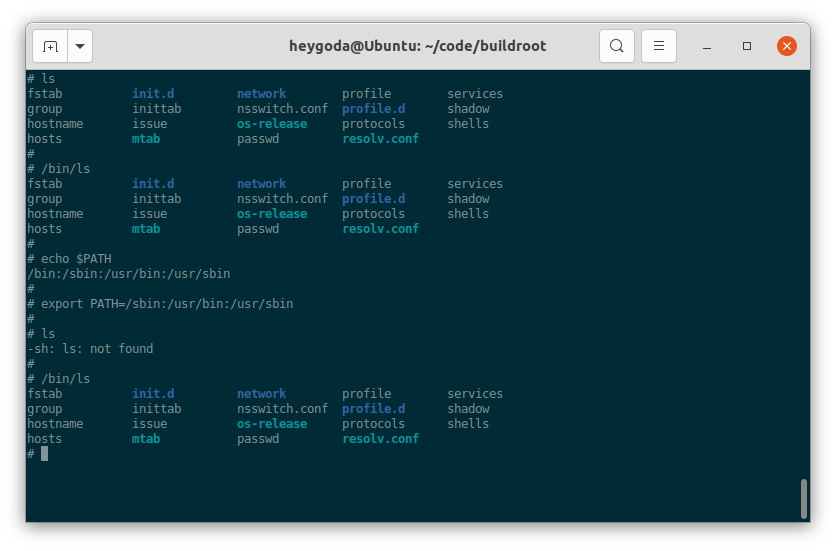 heygoda@Ubuntu: ~/code/buildroot
# ls
fstab init.d network profile services
group inittab nsswitch.conf profile.d shadow
hostname issue os-release protocols shells
hosts mtab passwd resolv.conf
#
# /bin/ls
fstab init.d network profile services
group inittab nsswitch.conf profile.d shadow
hostname issue os-release protocols shells
hosts mtab passwd resolv.conf
#
# echo $PATH
/bin:/sbin:/usr/bin:/usr/sbin
#
# export PATH=/sbin:/usr/bin:/usr/sbin
#
# ls
-sh: ls: not found
#
# /bin/ls
fstab init.d network profile services
group inittab nsswitch.conf profile.d shadow
hostname issue os-release protocols shells
hosts mtab passwd resolv.conf
#